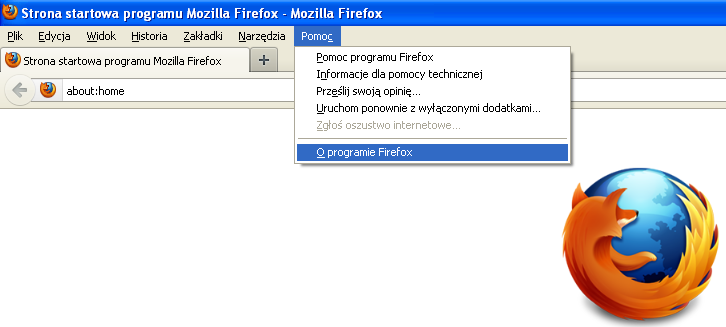 Strona startowa programu Mozilla Firefox - Mozilla Firefox
Plik Edycja Widok Historia Zakładki Narzędzia Pomoc
Strona startowa programu Mozilla Firefox +
about:home
Pomoc programu Firefox
Informacje dla pomocy technicznej
Prześlij swoją opinię...
Uruchom ponownie z wyłączonymi dodatkami...
Zgłoś oszustwo internetowe...
O programie Firefox